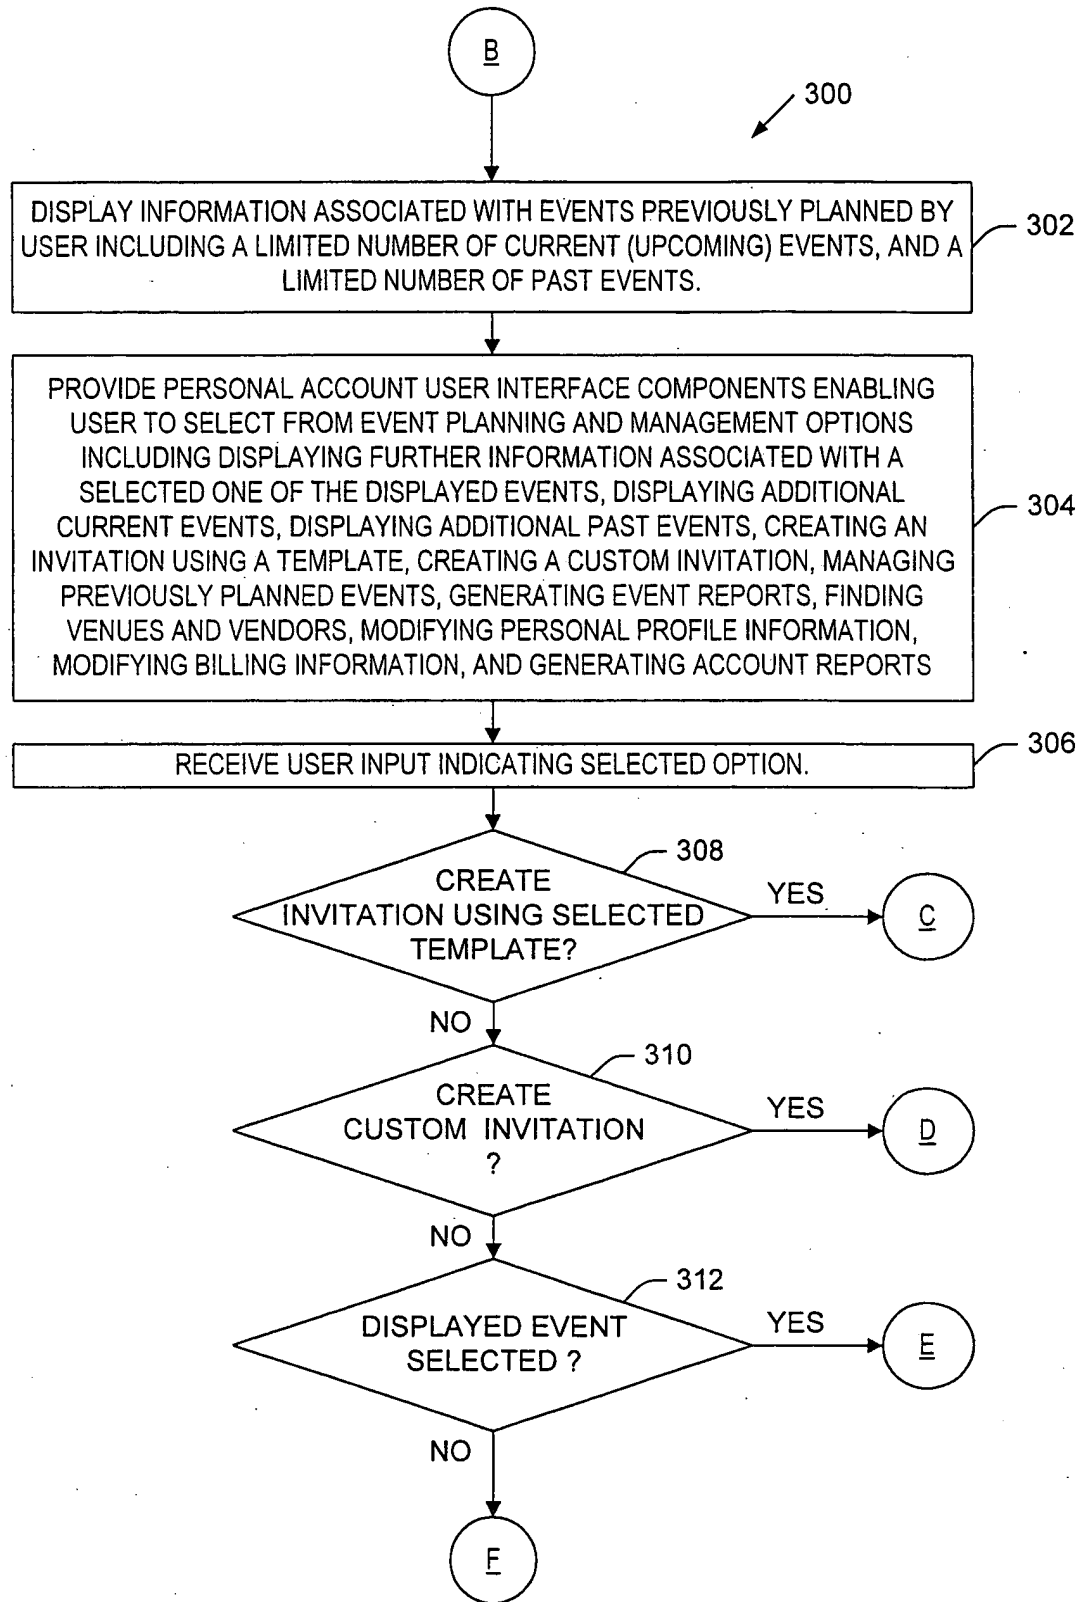 B
300
DISPLAY INFORMATION ASSOCIATED WITH EVENTS PREVIOUSLY PLANNED BY
USER INCLUDING A LIMITED NUMBER OF CURRENT (UPCOMING) EVENTS, AND A
LIMITED NUMBER OF PAST EVENTS.
302
PROVIDE PERSONAL ACCOUNT USER INTERFACE COMPONENTS ENABLING
USER TO SELECT FROM EVENT PLANNING AND MANAGEMENT OPTIONS
INCLUDING DISPLAYING FURTHER INFORMATION ASSOCIATED WITH A
SELECTED ONE OF THE DISPLAYED EVENTS, DISPLAYING ADDITIONAL
CURRENT EVENTS, DISPLAYING ADDITIONAL PAST EVENTS, CREATING AN
INVITATION USING A TEMPLATE, CREATING A CUSTOM INVITATION, MANAGING
PREVIOUSLY PLANNED EVENTS, GENERATING EVENT REPORTS, FINDING
VENUES AND VENDORS, MODIFYING PERSONAL PROFILE INFORMATION,
MODIFYING BILLING INFORMATION, AND GENERATING ACCOUNT REPORTS
304
RECEIVE USER INPUT INDICATING SELECTED OPTION.
306
308
CREATE
INVITATION USING SELECTED
TEMPLATE?
YES
C
NO
310
CREATE
CUSTOM INVITATION
?
YES
D
NO
312
DISPLAYED EVENT
SELECTED ?
YES
E
NO
F